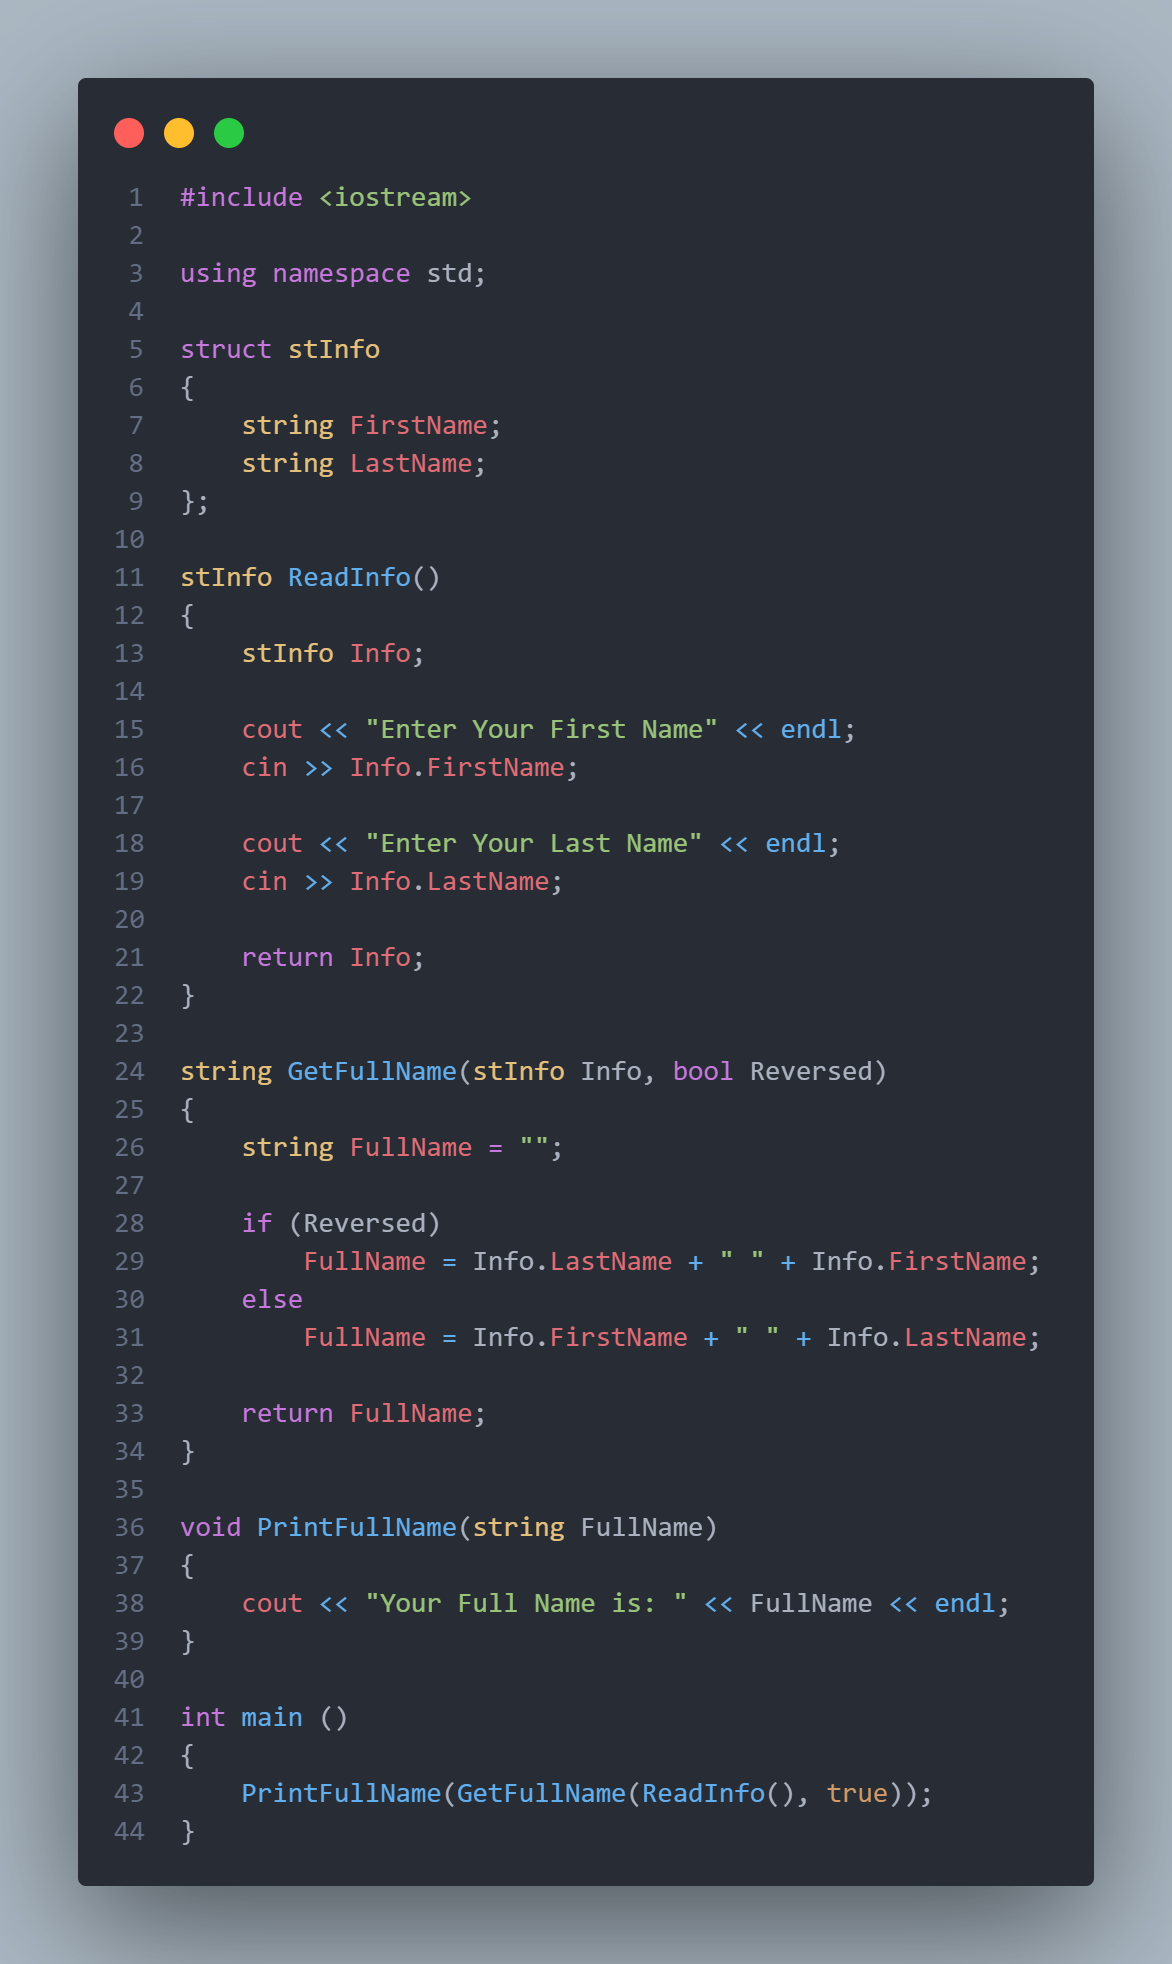 1 #include <iostream>
2
3 using namespace std;
4
5 struct stInfo
6 {
7     string FirstName;
8     string LastName;
9 };
10
11 stInfo ReadInfo()
12 {
13     stInfo Info;
14
15     cout << "Enter Your First Name" << endl;
16     cin >> Info.FirstName;
17
18     cout << "Enter Your Last Name" << endl;
19     cin >> Info.LastName;
20
21     return Info;
22 }
23
24 string GetFullName(stInfo Info, bool Reversed)
25 {
26     string FullName = "";
27
28     if (Reversed)
29         FullName = Info.LastName + " " + Info.FirstName;
30     else
31         FullName = Info.FirstName + " " + Info.LastName;
32
33     return FullName;
34 }
35
36 void PrintFullName(string FullName)
37 {
38     cout << "Your Full Name is: " << FullName << endl;
39 }
40
41 int main ()
42 {
43     PrintFullName(GetFullName(ReadInfo(), true));
44 }